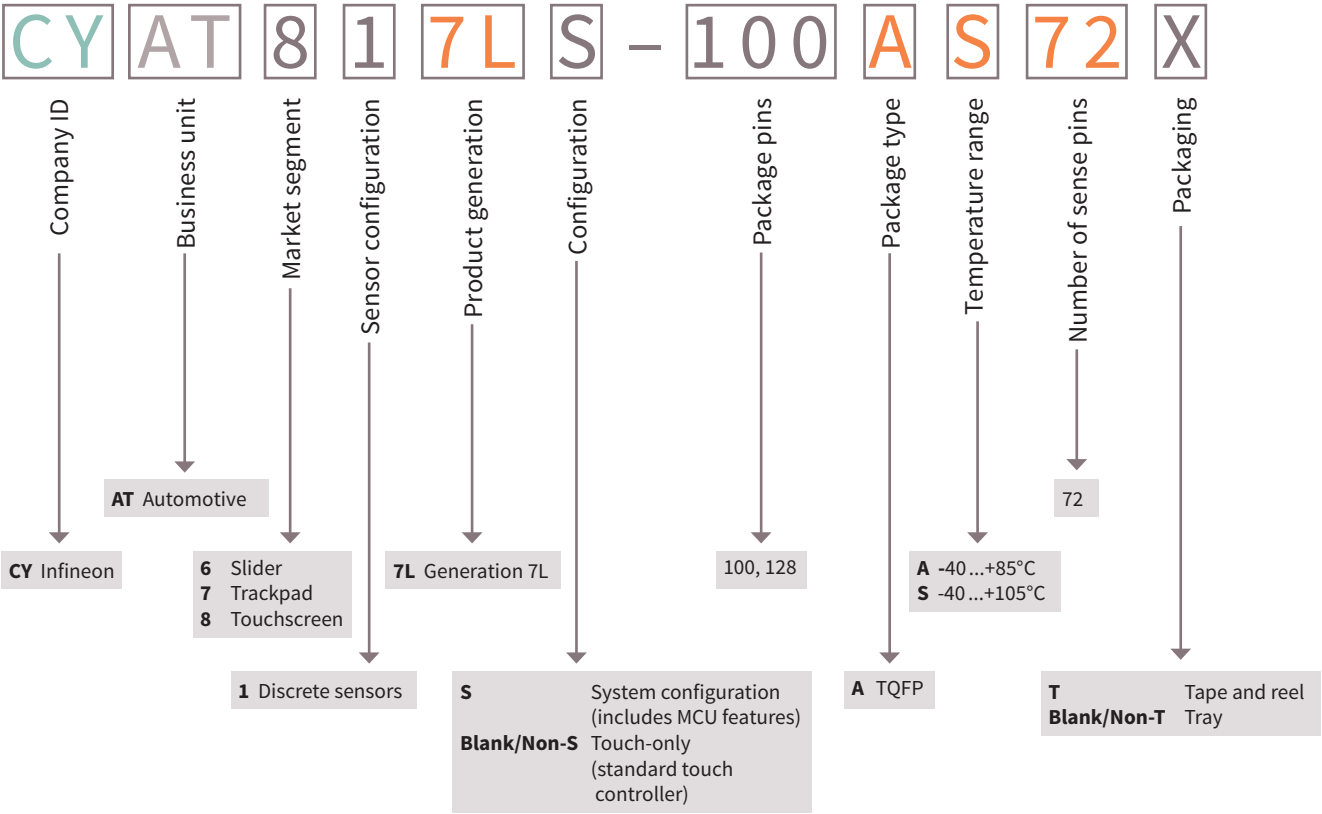 CY AT 8 1 7L S – 100 A S 72 X
Company ID
Business unit
Market segment
Sensor configuration
Product generation
Configuration
Package pins
Package type
Temperature range
Number of sense pins
Packaging
AT Automotive
72
CY Infineon
6 Slider
7 Trackpad
8 Touchscreen
7L Generation 7L
100, 128
A -40...+85°C
S -40...+105°C
1 Discrete sensors
S System configuration
(includes MCU features)
Blank/Non-S Touch-only
(standard touch
controller)
A TQFP
T Tape and reel
Blank/Non-T Tray